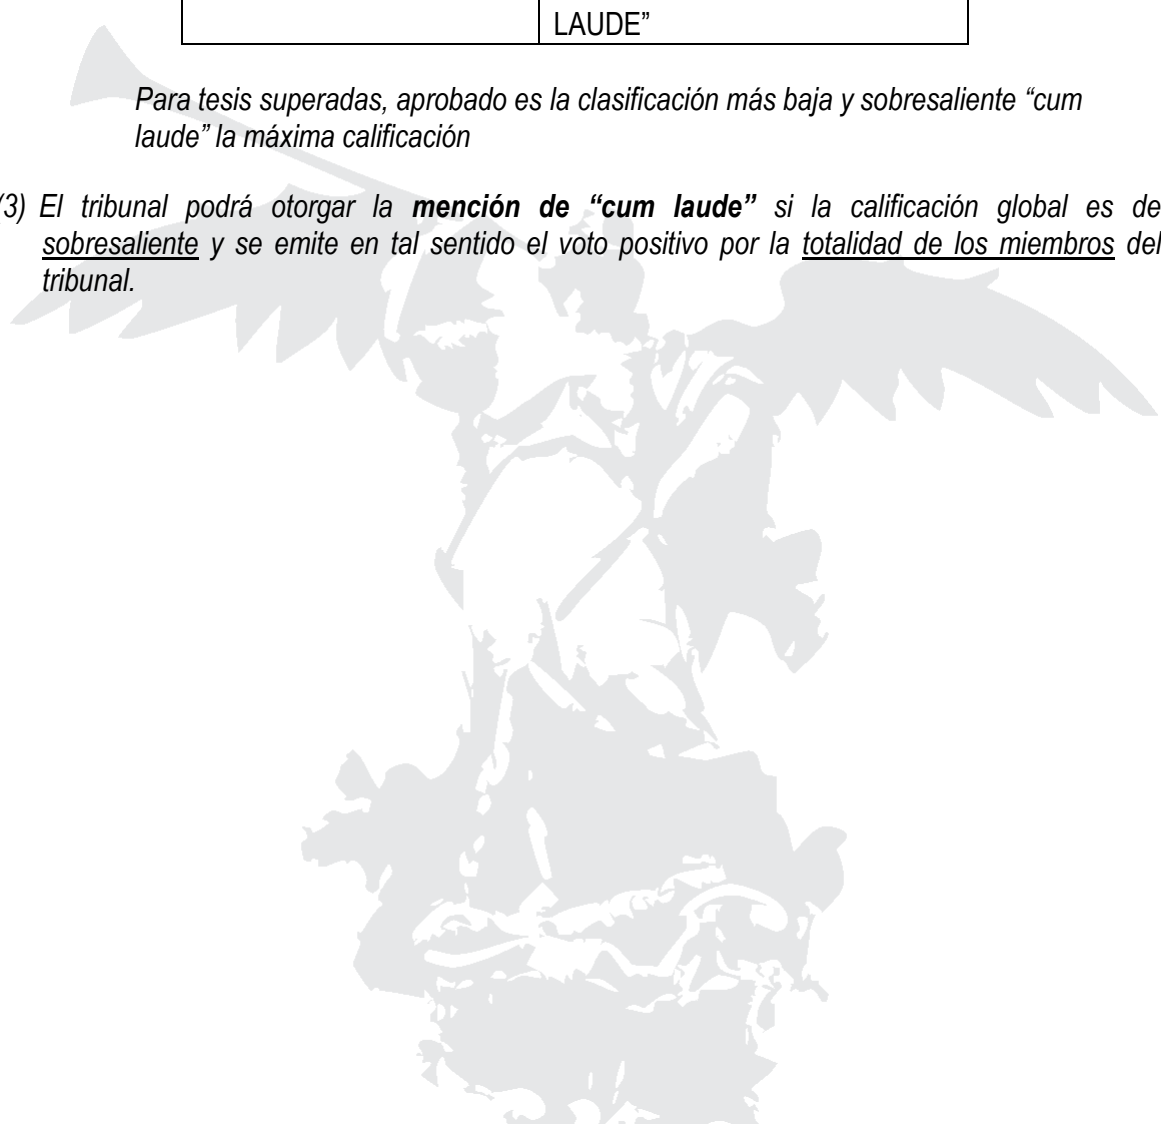 LAUDE”
Para tesis superadas, aprobado es la clasificación más baja y sobresaliente “cum
laude” la máxima calificación
(3) El tribunal podrá otorgar la mención de “cum laude” si la calificación global es de
sobresaliente y se emite en tal sentido el voto positivo por la totalidad de los miembros del
tribunal.